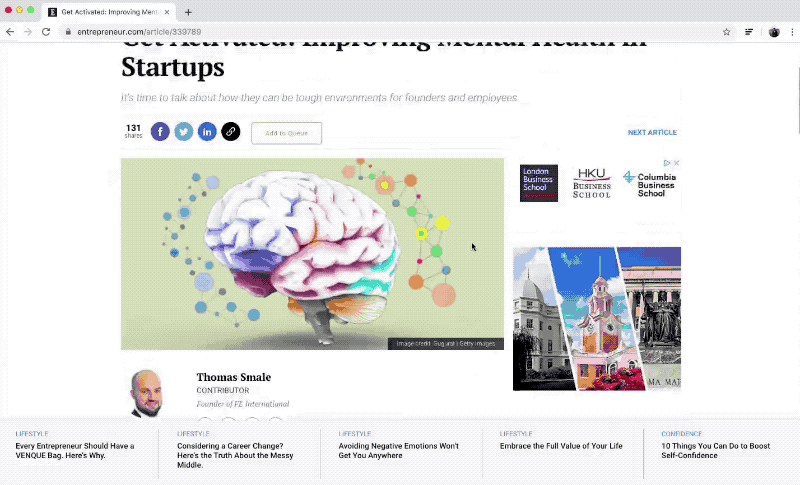 Get Activated: Improving Ment
entrepreneur.com/article/339789
Get Activated: Improving Mental Health in
Startups
It's time to talk about how they can be tough environments for founders and employees.
131
shares
Add to Queue
NEXT ARTICLE
London
Business
School
HKU
BUSINESS
SCHOOL
Columbia
Business
School
Image credit: Guguart | Getty Images
MA MAT
Thomas Smale
CONTRIBUTOR
Founder of FE International
LIFESTYLE
Every Entrepreneur Should Have a
VENQUE Bag. Here's Why.
LIFESTYLE
Considering a Career Change?
Here's the Truth About the Messy
Middle.
LIFESTYLE
Avoiding Negative Emotions Won't
Get You Anywhere
LIFESTYLE
Embrace the Full Value of Your Life
CONFIDENCE
10 Things You Can Do to Boost
Self-Confidence